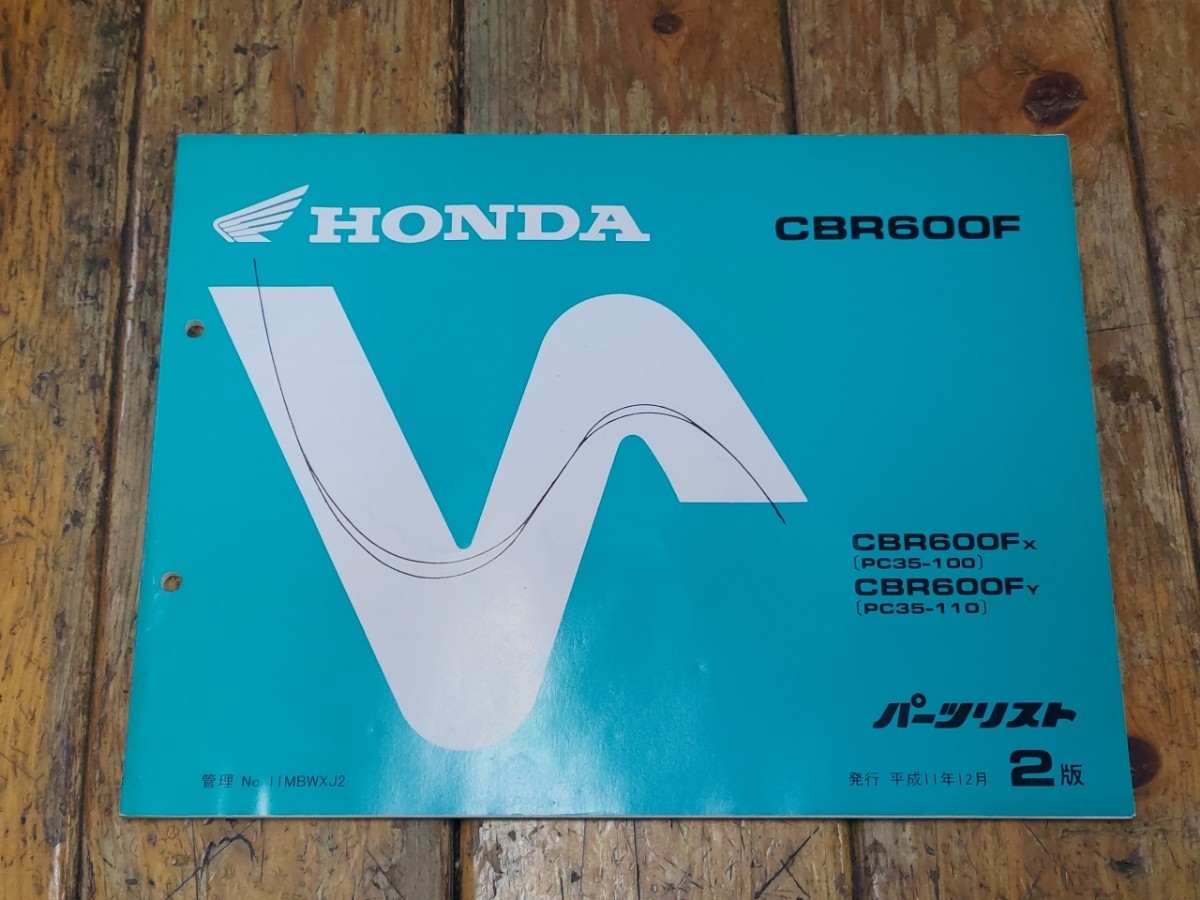 HONDA
CBR600F
CBR600FX
〔PC35-100〕
CBR600FY
〔PC35-110〕
パーツリスト
管理 No.11MBWXJ2
発行 平成11年12月 2版